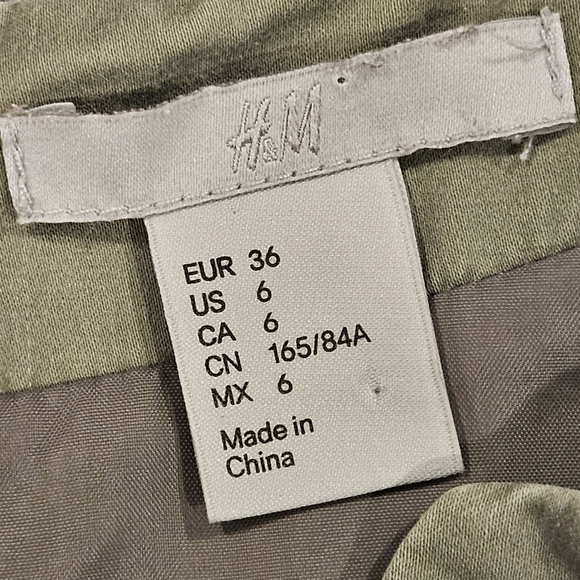 H&M
EUR 36
US 6
CA 6
CN 165/84A
MX 6
Made in
China